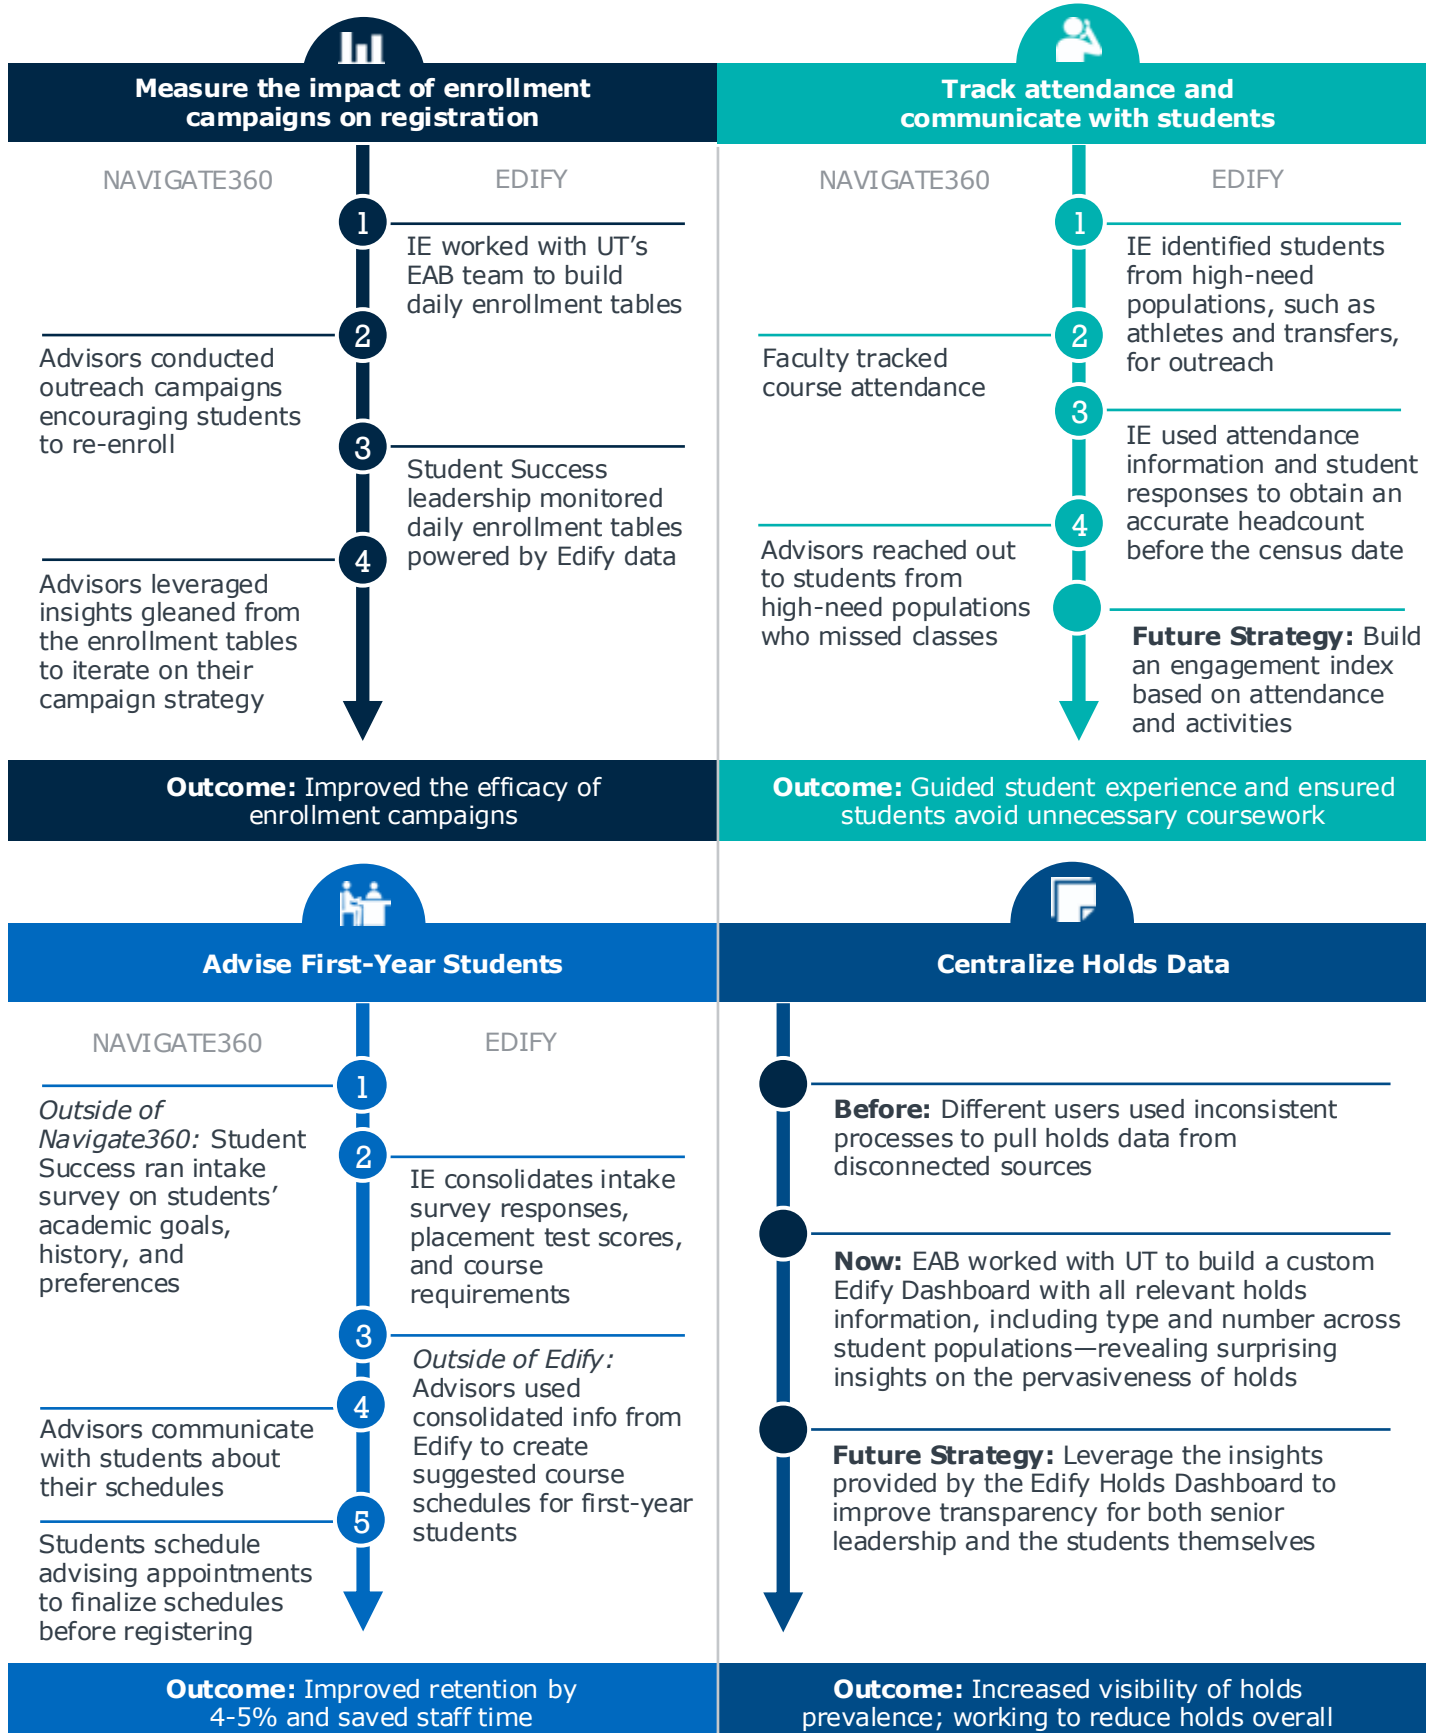 Measure the impact of enrollment
campaigns on registration
NAVIGATE360
EDIFY
1
IE worked with UT’s
EAB team to build
daily enrollment tables
2
Advisors conducted
outreach campaigns
encouraging students
to re-enroll
3
Student Success
leadership monitored
daily enrollment tables
powered by Edify data
4
Advisors leveraged
insights gleaned from
the enrollment tables
to iterate on their
campaign strategy
Outcome: Improved the efficacy of
enrollment campaigns
Track attendance and
communicate with students
NAVIGATE360
EDIFY
1
IE identified students
from high-need
populations, such as
athletes and transfers,
for outreach
2
Faculty tracked
course attendance
3
IE used attendance
information and student
responses to obtain an
accurate headcount
before the census date
4
Advisors reached out
to students from
high-need populations
who missed classes
Future Strategy: Build
an engagement index
based on attendance
and activities
Outcome: Guided student experience and ensured
students avoid unnecessary coursework
Advise First-Year Students
NAVIGATE360
EDIFY
1
Outside of
Navigate360: Student
Success ran intake
survey on students’
academic goals,
history, and
preferences
2
IE consolidates intake
survey responses,
placement test scores,
and course
requirements
3
Outside of Edify:
Advisors used
consolidated info from
Edify to create
suggested course
schedules for first-year
students
4
Advisors communicate
with students about
their schedules
5
Students schedule
advising appointments
to finalize schedules
before registering
Outcome: Improved retention by
4-5% and saved staff time
Centralize Holds Data
Before: Different users used inconsistent
processes to pull holds data from
disconnected sources
Now: EAB worked with UT to build a custom
Edify Dashboard with all relevant holds
information, including type and number across
student populations—revealing surprising
insights on the pervasiveness of holds
Future Strategy: Leverage the insights
provided by the Edify Holds Dashboard to
improve transparency for both senior
leadership and the students themselves
Outcome: Increased visibility of holds
prevalence; working to reduce holds overall